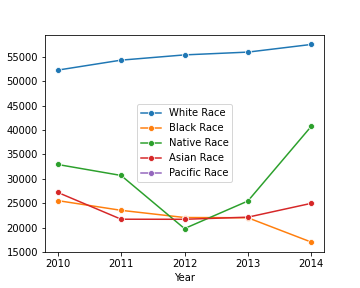 55000
50000
45000
40000
35000
30000
25000
20000
15000
White Race
Black Race
Native Race
Asian Race
Pacific Race
2010 2011 2012 2013 2014
Year